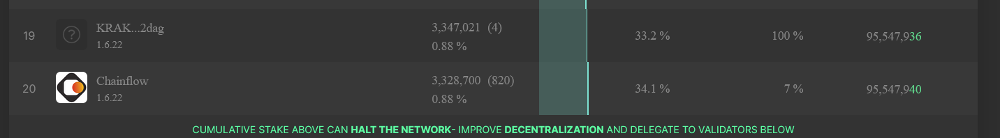 19 KRAK...2dag 3,347,021 (4) 33.2 % 100 % 95,547,936
1.6.22 0.88 %
20 Chainflow 3,328,700 (820) 34.1 % 7 % 95,547,940
1.6.22 0.88 %
CUMULATIVE STAKE ABOVE CAN HALT THE NETWORK- IMPROVE DECENTRALIZATION AND DELEGATE TO VALIDATORS BELOW